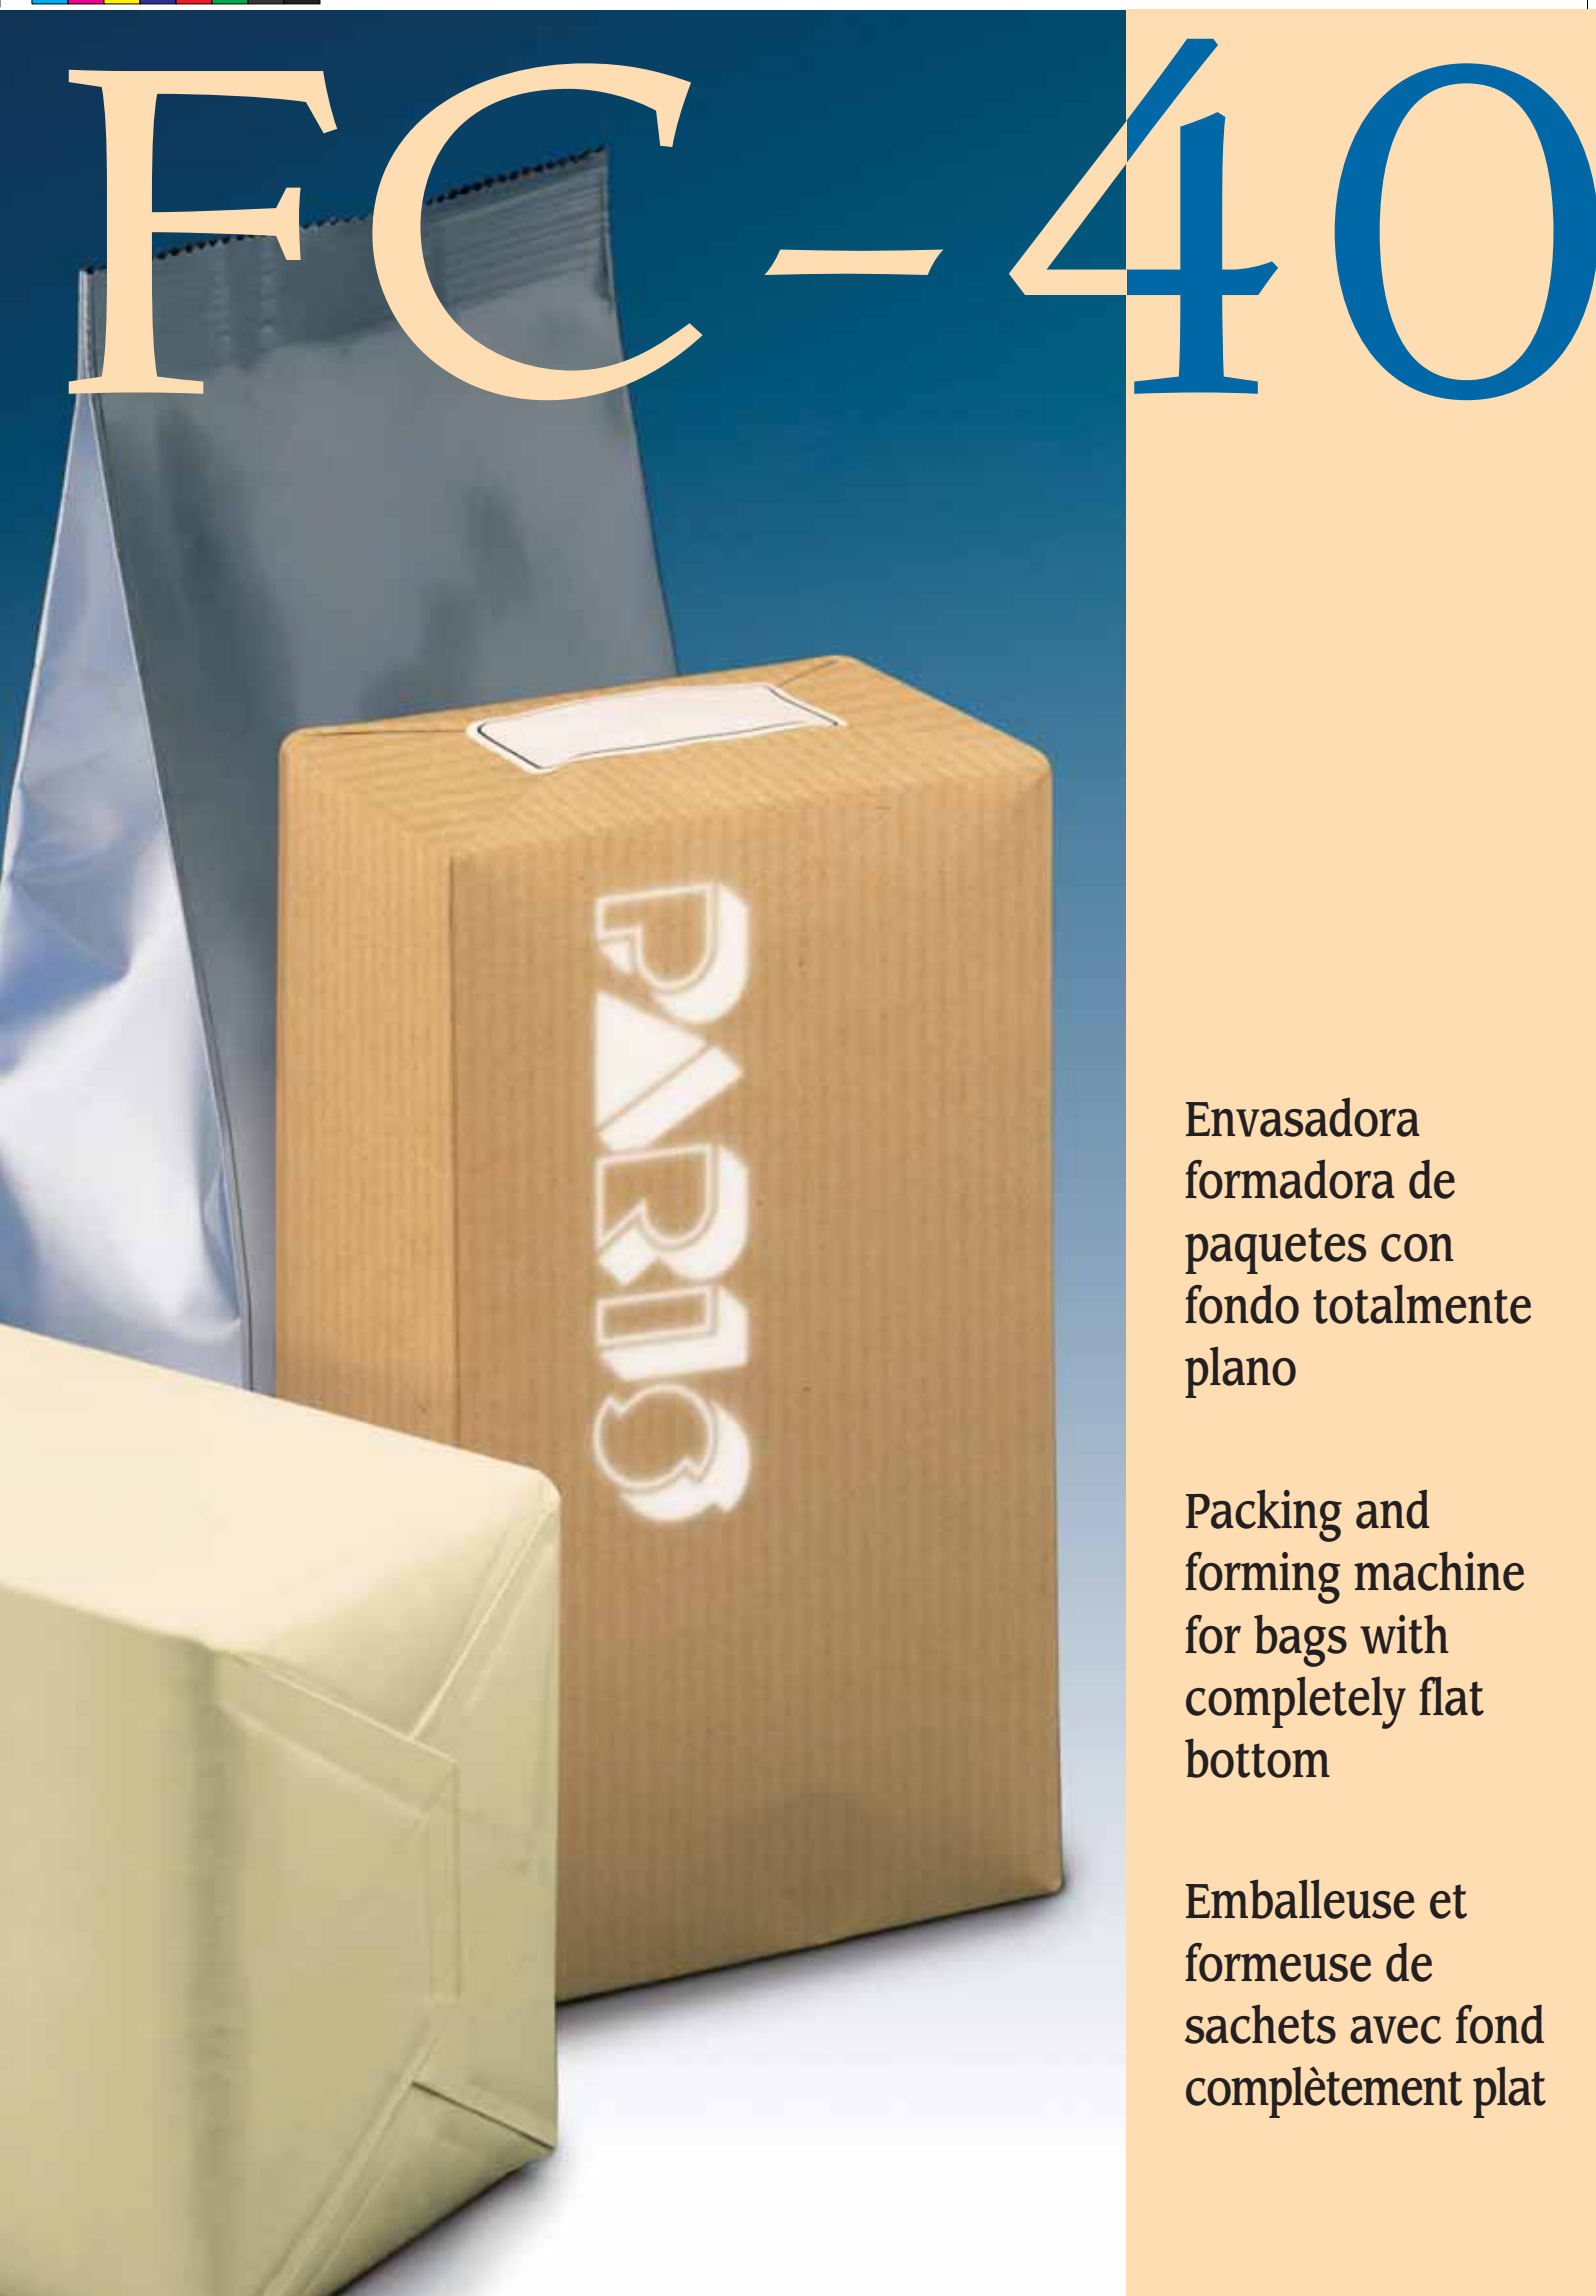 FC-40
PARIS
Envasadora
formadora de
paquetes con
fondo totalmente
plano
Packing and
forming machine
for bags with
completely flat
bottom
Emballeuse et
formeuse de
sachets avec fond
complètement plat